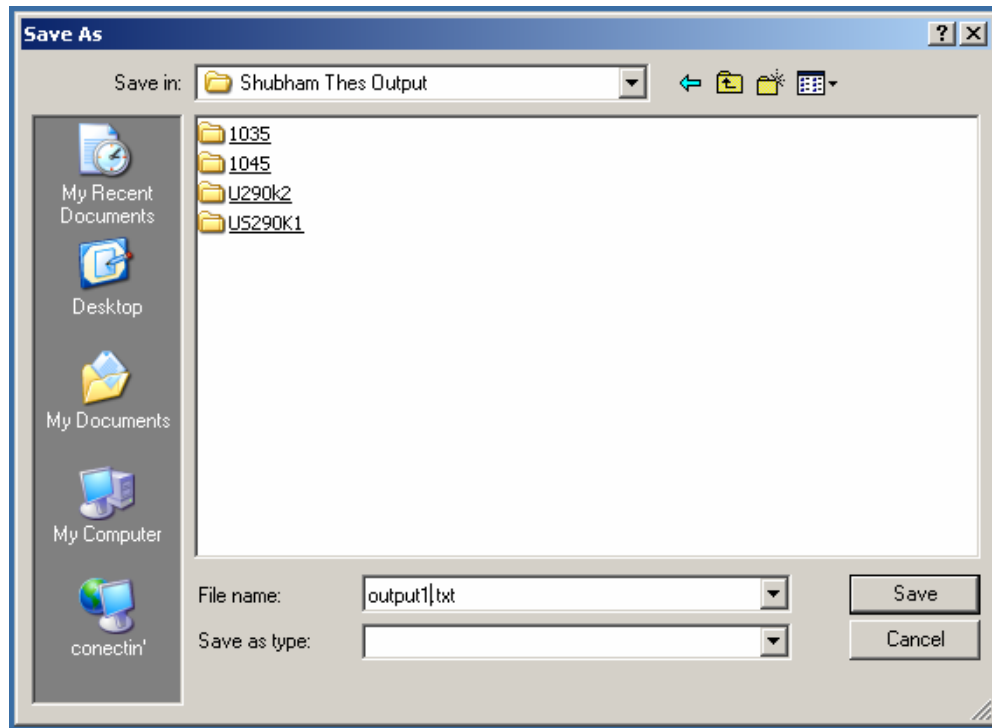 Save As
Save in: Shubham Thes Output
My Recent
Documents
Desktop
My Documents
My Computer
conectin'
1035
1045
U290k2
US290K1
File name: output1.txt Save
Save as type: Cancel